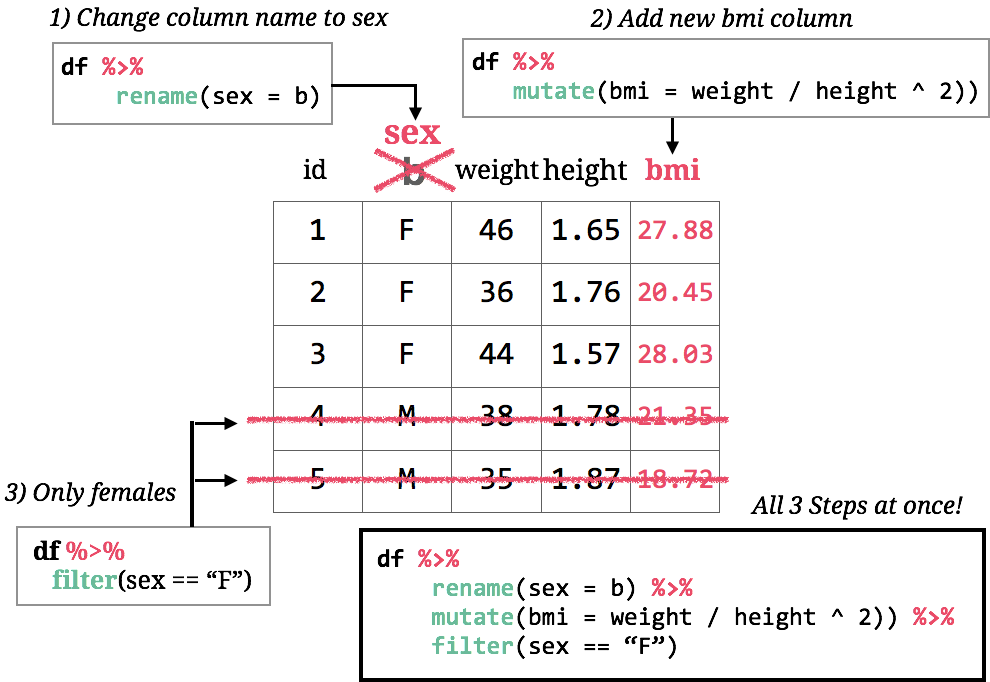 1) Change column name to sex
df %>%
rename(sex = b)
2) Add new bmi column
df %>%
mutate(bmi = weight / height ^ 2))
sex
id b weight height bmi
1 F 46 1.65 27.88
2 F 36 1.76 20.45
3 F 44 1.57 28.03
4 M 38 1.78 21.35
5 M 35 1.87 18.72
3) Only females
df %>%
filter(sex == “F”)
All 3 Steps at once!
df %>%
rename(sex = b) %>%
mutate(bmi = weight / height ^ 2)) %>%
filter(sex == “F”)